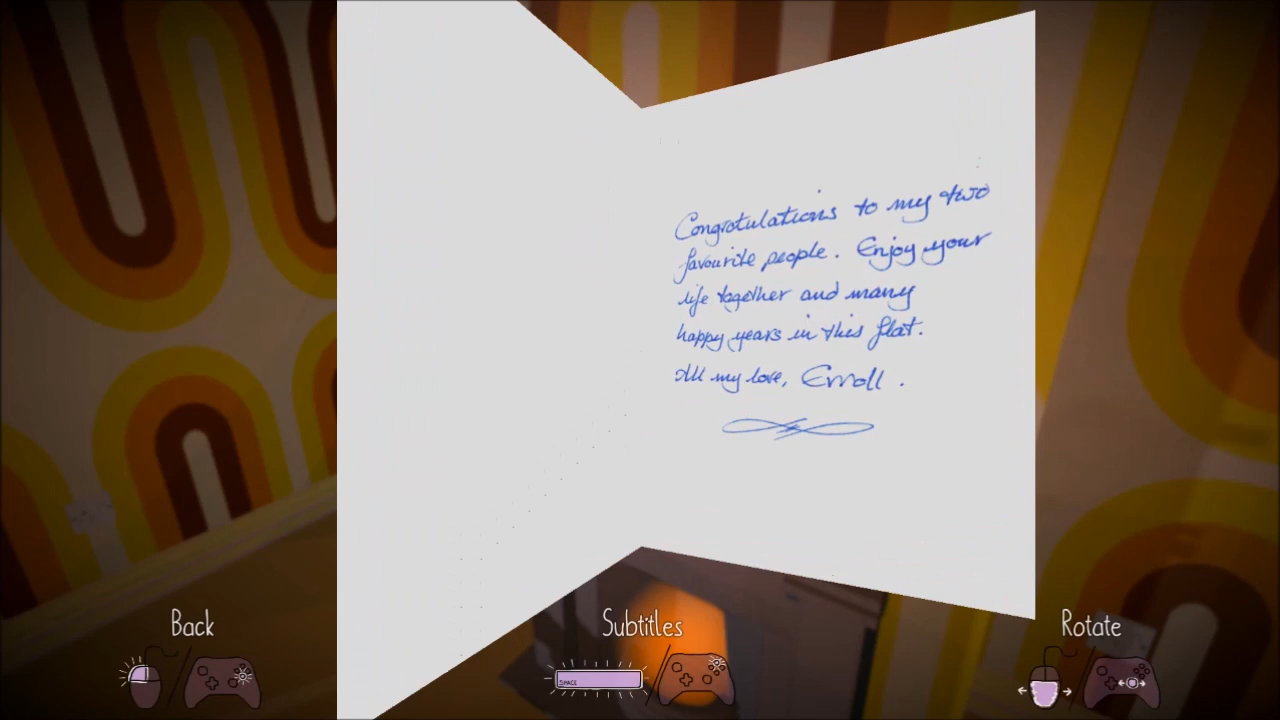 Congratulations to my two
favourite people. Enjoy your
life together and many
happy years in this flat.
All my love, Erroll.
Back
Subtitles
Rotate
SPACE